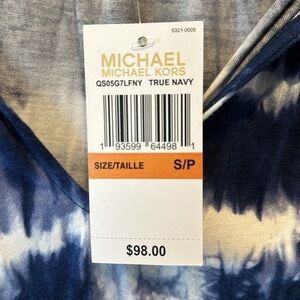 S321-0005
MICHAEL
MICHAEL KORS
QS05G7LFNY TRUE NAVY
1 93599 64498 1
SIZE/TAILLE S/P
$98.00